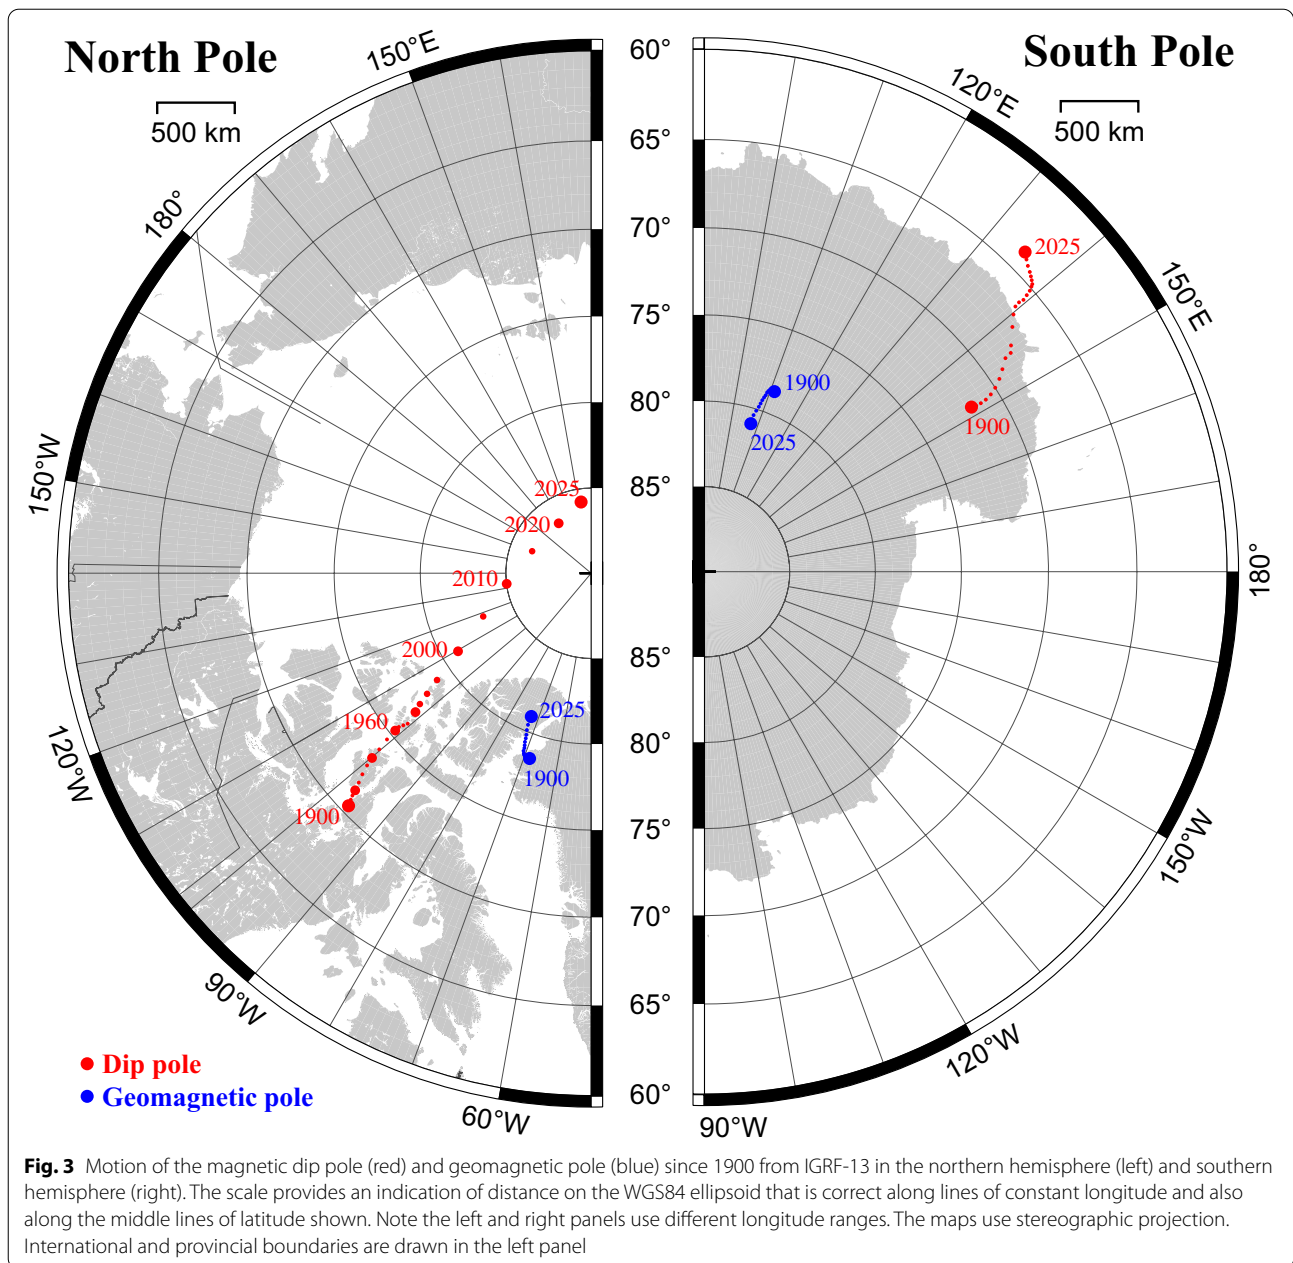 North Pole
500 km
South Pole
500 km
150°E
180°
150°W
120°W
90°W
60°W
60°
65°
70°
75°
80°
85°
85°
80°
75°
70°
65°
60°
120°E
150°E
180°
150°W
120°W
90°W
2025
2020
2010
2000
1960
1900
2025
1900
1900
2025
2025
1900
Dip pole
Geomagnetic pole
Fig. 3 Motion of the magnetic dip pole (red) and geomagnetic pole (blue) since 1900 from IGRF-13 in the northern hemisphere (left) and southern
hemisphere (right). The scale provides an indication of distance on the WGS84 ellipsoid that is correct along lines of constant longitude and also
along the middle lines of latitude shown. Note the left and right panels use different longitude ranges. The maps use stereographic projection.
International and provincial boundaries are drawn in the left panel